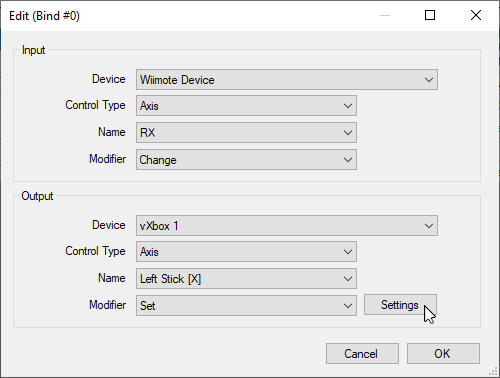 Edit (Bind #0)
Input
Device Wiimote Device
Control Type Axis
Name RX
Modifier Change
Output
Device vXbox 1
Control Type Axis
Name Left Stick [X]
Modifier Set Settings
Cancel OK